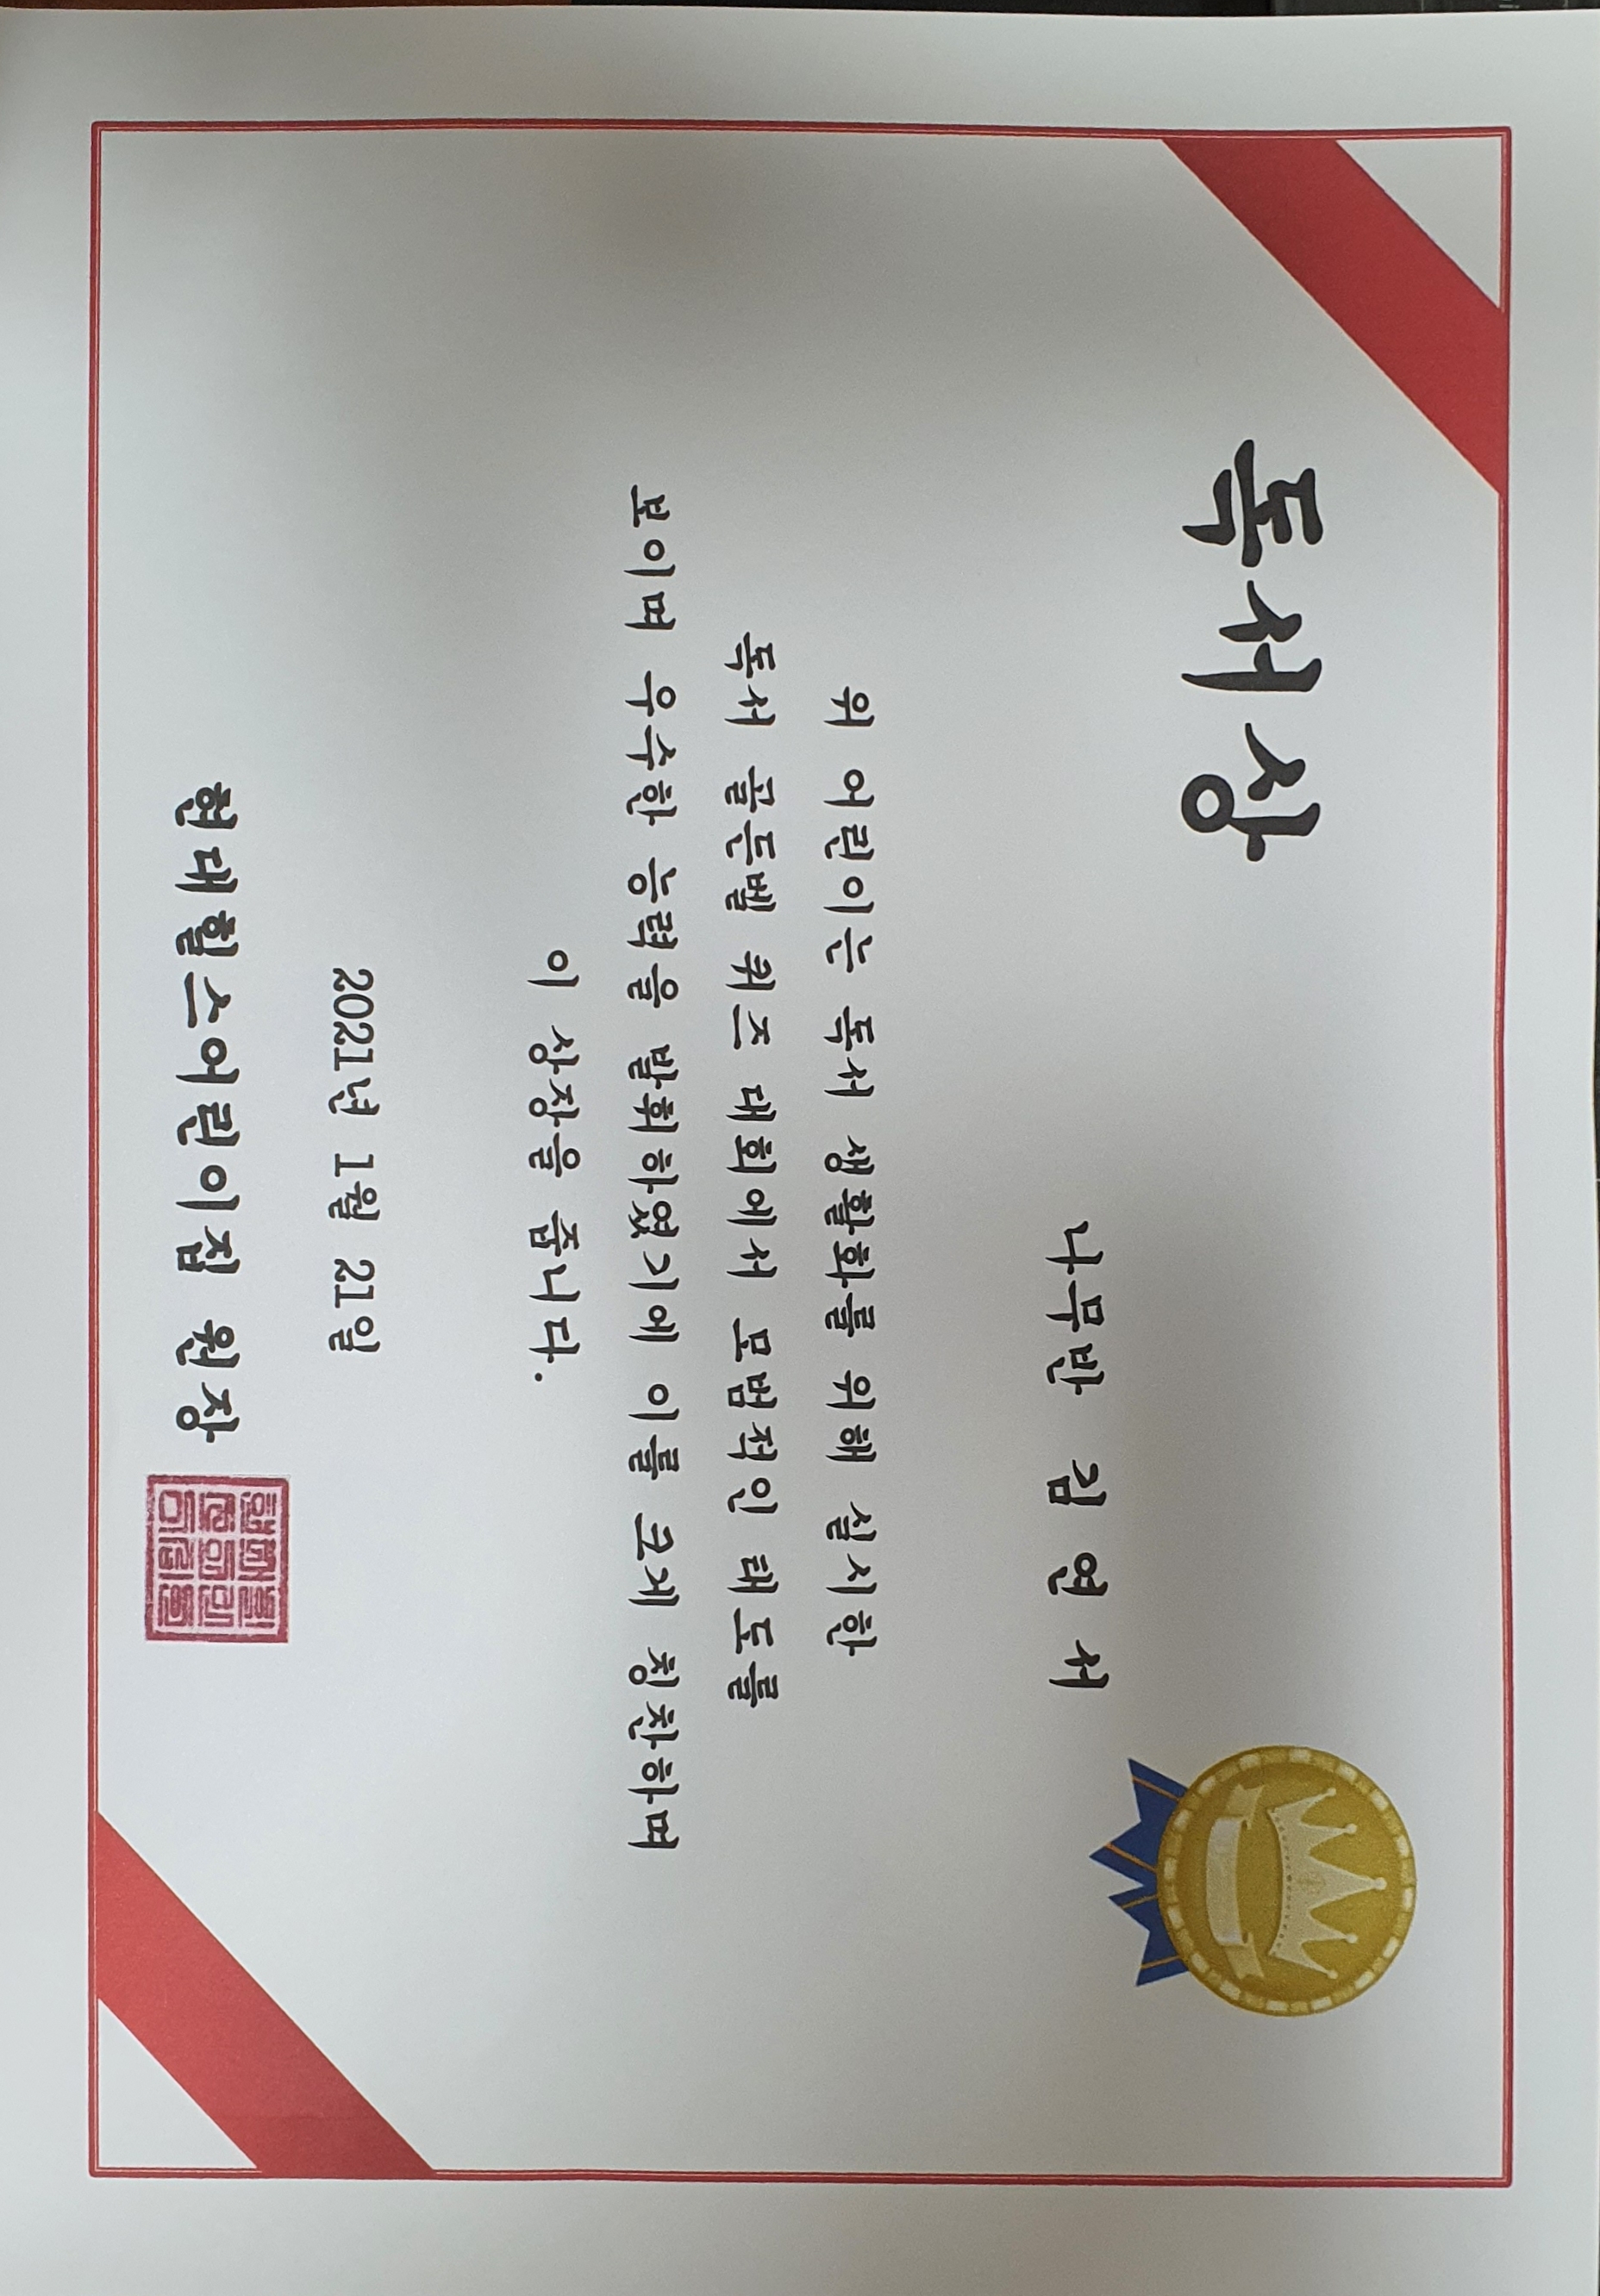 독서상
나무반 김 연 서
위 어린이는 독서 생활화를 위해 실시한
독서 골든벨 퀴즈 대회에서 모범적인 태도를
보이며 우수한 능력을 발휘하였기에 이를 크게 칭찬하며
이 상장을 줍니다.
2021년 1월 21일
현대힐스어린이집 원장